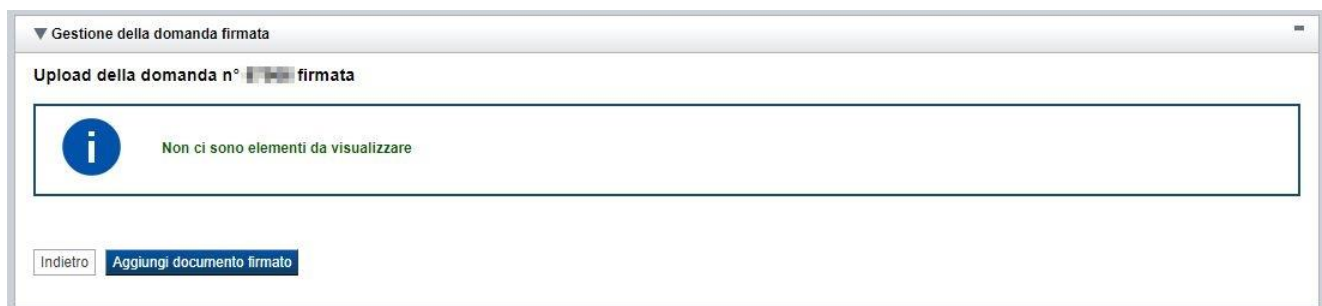 Gestione della domanda firmata
Upload della domanda n° firmata
i
Non ci sono elementi da visualizzare
Indietro Aggiungi documento firmato